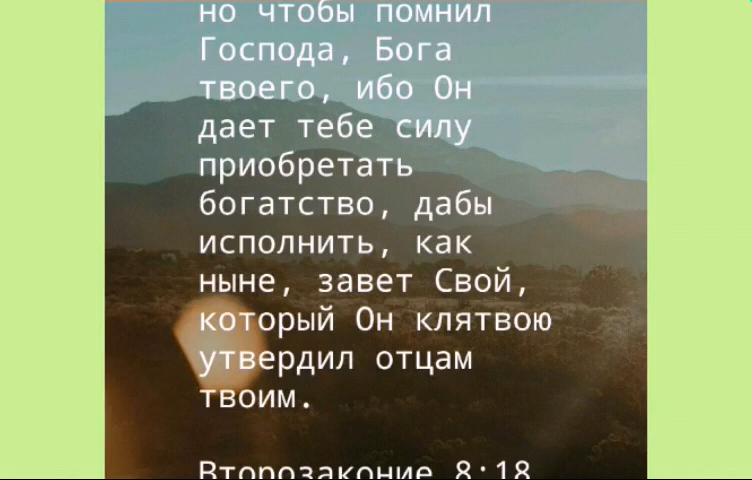 но чтобы помнил
Господа, Бога
твоего, ибо Он
дает тебе силу
приобретать
богатство, дабы
исполнить, как
ныне, завет Свой,
который Он клятвою
утвердил отцам
твоим.
Второзаконие 8:18